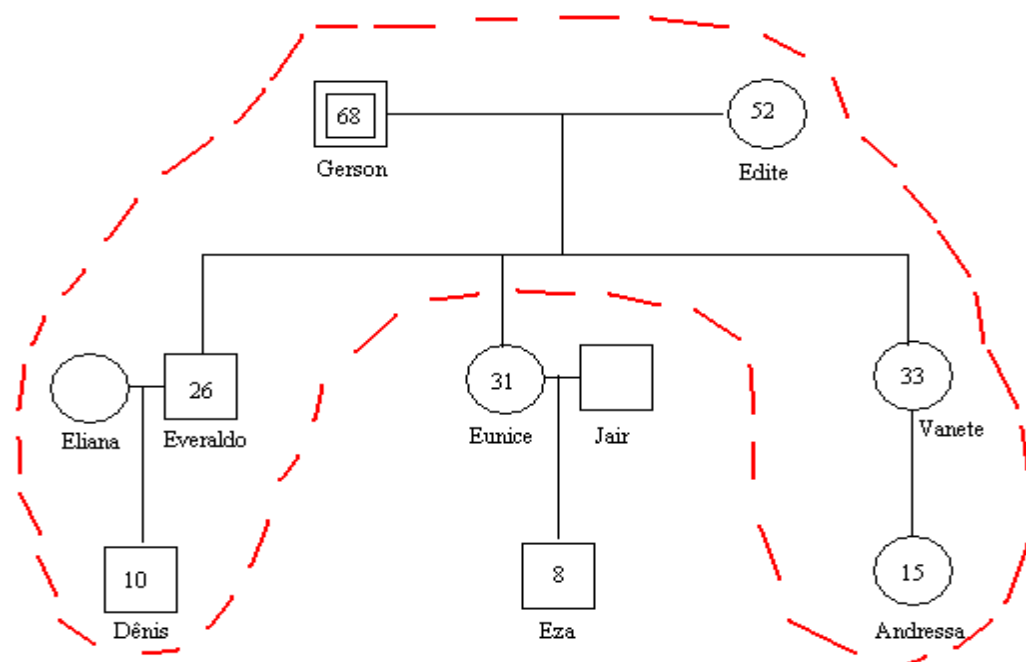 68
52
Gerson
Edite
26
31
33
Eliana
Everaldo
Eunice
Jair
Vanete
10
8
15
Dênis
Eza
Andressa